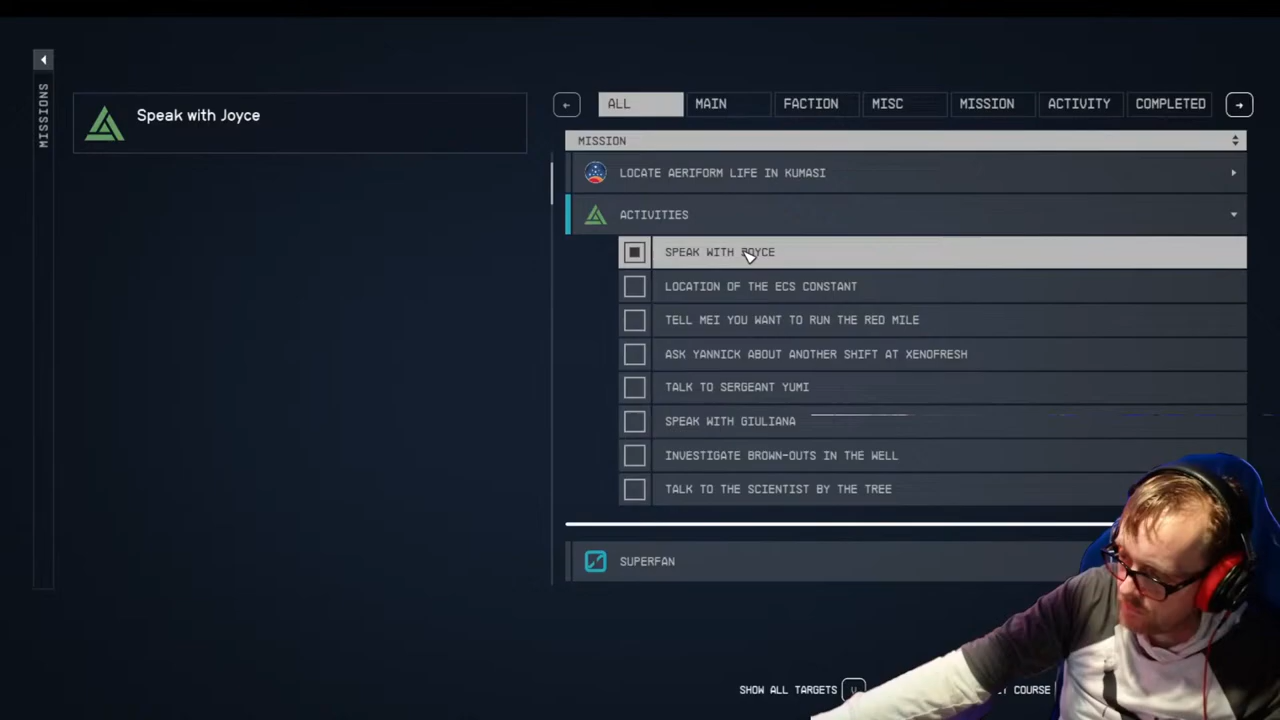 MISSIONS
Speak with Joyce
ALL MAIN FACTION MISC MISSION ACTIVITY COMPLETED
MISSION
LOCATE AERIFORM LIFE IN KUMASI
ACTIVITIES
SPEAK WITH JOYCE
LOCATION OF THE ECS CONSTANT
TELL MEI YOU WANT TO RUN THE RED MILE
ASK YANNICK ABOUT ANOTHER SHIFT AT XENOFRESH
TALK TO SERGEANT YUMI
SPEAK WITH GIULIANA
INVESTIGATE BROWN-OUTS IN THE WELL
TALK TO THE SCIENTIST BY THE TREE
SUPERFAN
SHOW ALL TARGETS COURSE